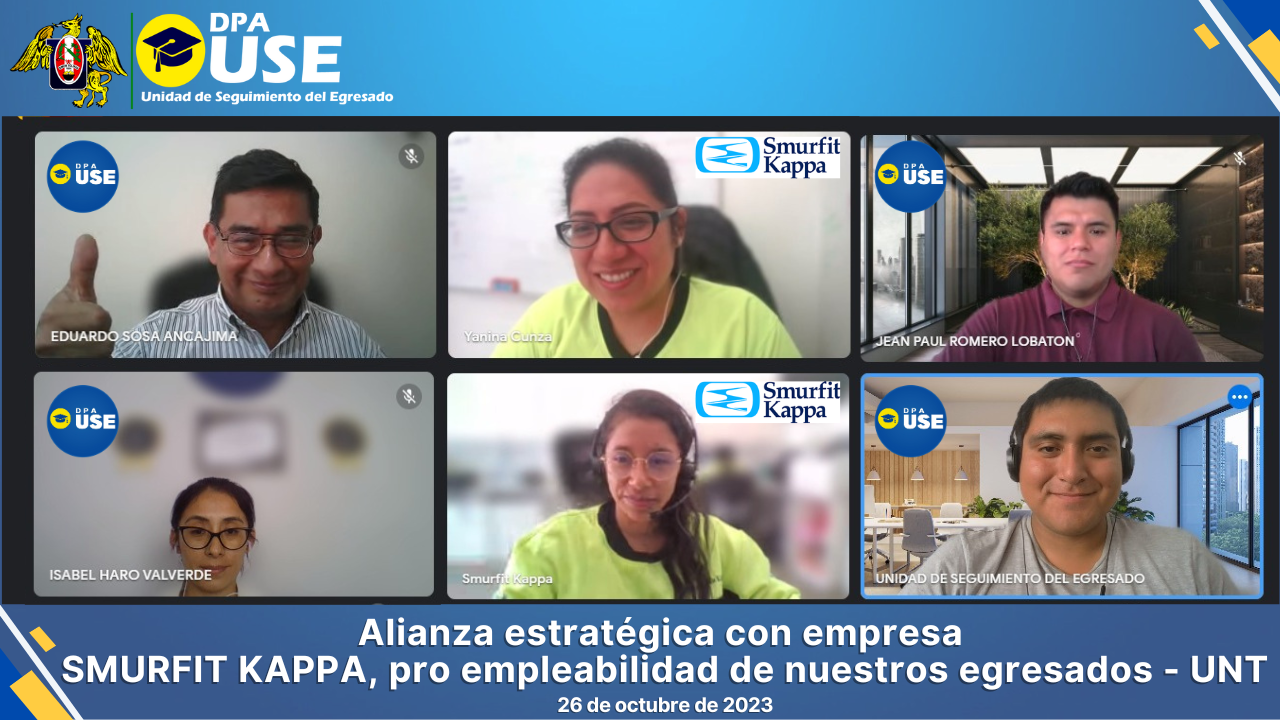 DPA
USE
Unidad de Seguimiento del Egresado
DPA
USE
EDUARDO SOSA ANCAJIMA
Smurfit
Kappa
Yanina Cunza
DPA
USE
JEAN PAUL ROMERO LOBATON
DPA
USE
ISABEL HARO VALVERDE
Smurfit
Kappa
Smurfit Kappa
DPA
USE
UNIDAD DE SEGUIMIENTO DEL EGRESADO
Alianza estratégica con empresa
SMURFIT KAPPA, pro empleabilidad de nuestros egresados - UNT
26 de octubre de 2023